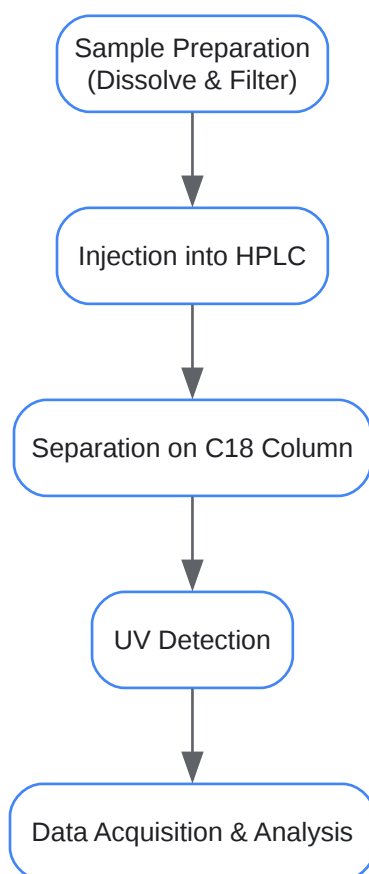 Sample Preparation
(Dissolve & Filter)
Injection into HPLC
Separation on C18 Column
UV Detection
Data Acquisition & Analysis